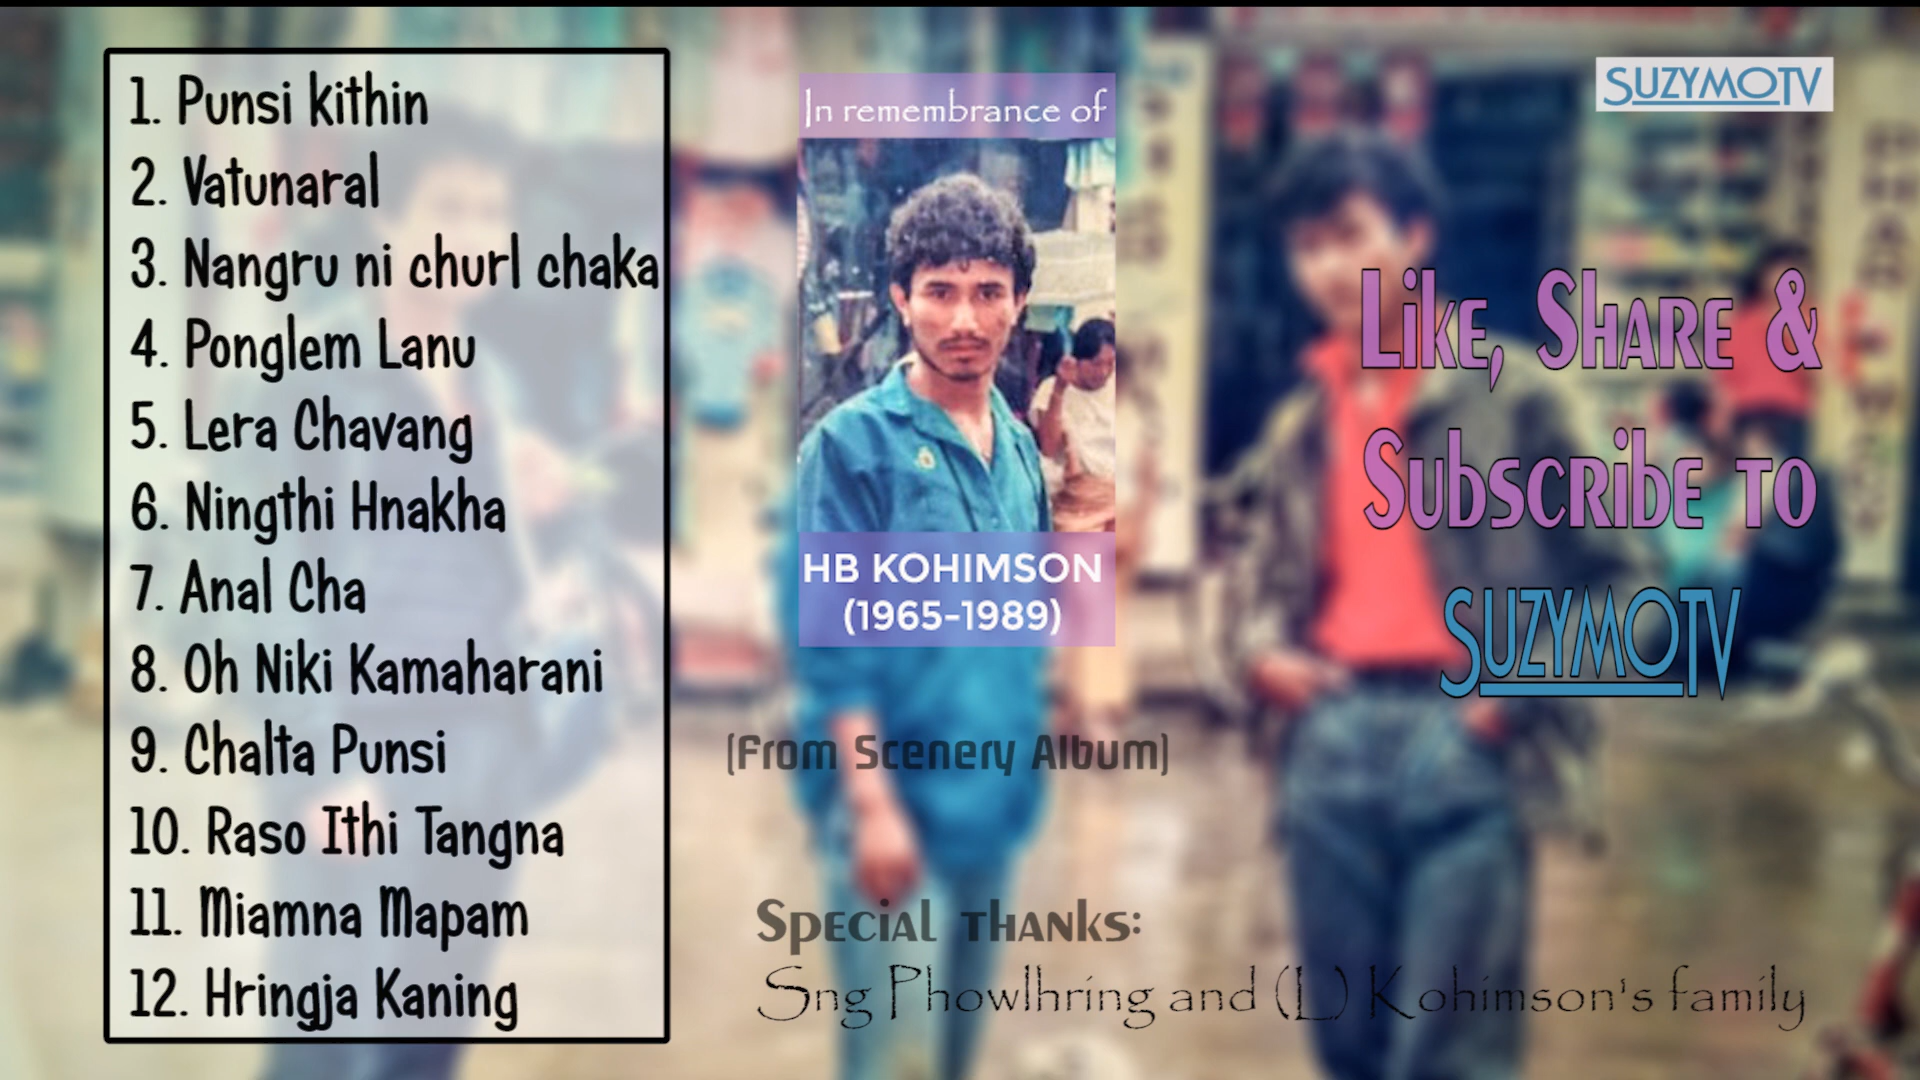 1. Punsi kithin
2. Vatunaral
3. Nangru ni churl chaka
4. Ponglem Lanu
5. Lera Chavang
6. Ningthi Hnakha
7. Anal Cha
8. Oh Niki Kamaharani
9. Chalta Punsi
10. Raso Ithi Tangna
11. Miamna Mapam
12. Hringja Kaning
In remembrance of
HB KOHIMSON
(1965-1989)
(From Scenery Album)
Special thanks:
Sng Phowlhring and (L) Kohimson's family
SUZYMOTV
Like, Share &
Subscribe to
SUZYMOTV